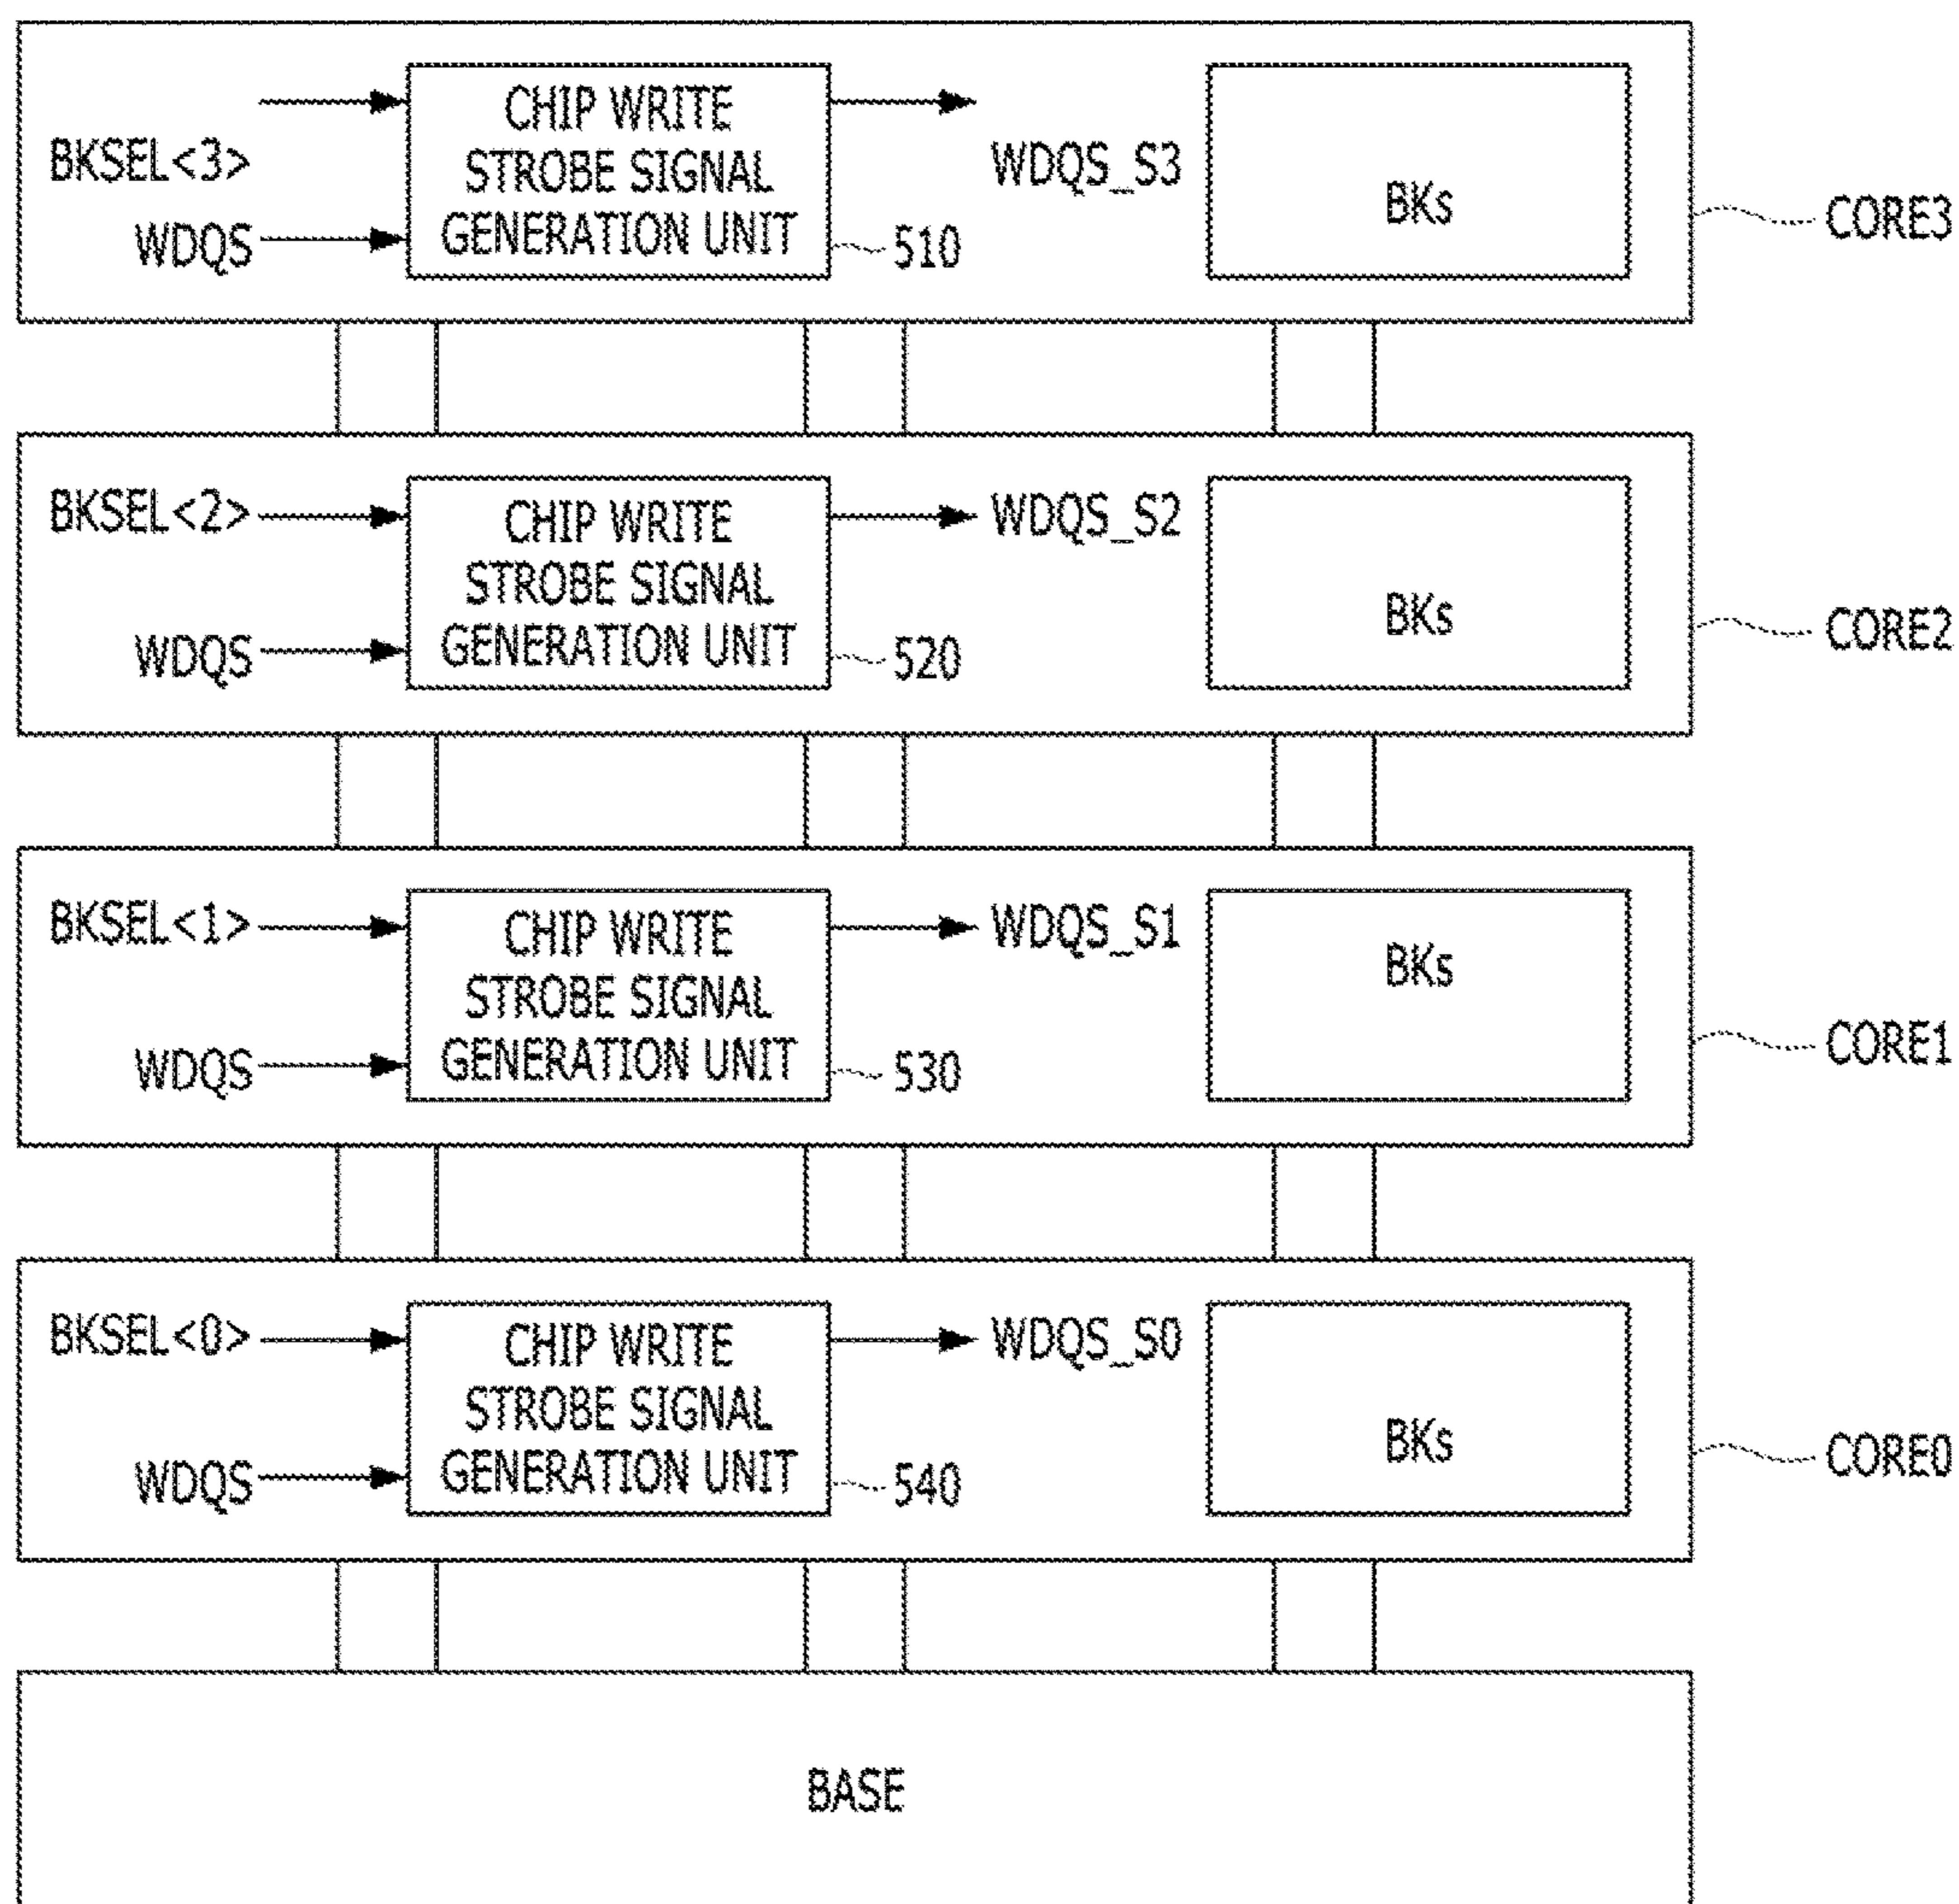 CHIP WRITE
BKSEL<3>
STROBE SIGNAL
WDQS_S3
BKs
WDQS
GENERATION UNIT
510
CORE3
BKSEL<2>
CHIP WRITE
WDQS_S2
STROBE SIGNAL
BKs
WDQS
GENERATION UNIT
520
CORE2
BKSEL<1>
CHIP WRITE
WDQS_S1
STROBE SIGNAL
BKs
WDQS
GENERATION UNIT
530
CORE1
BKSEL<0>
CHIP WRITE
WDQS_S0
STROBE SIGNAL
BKs
WDQS
GENERATION UNIT
540
CORE0
BASE